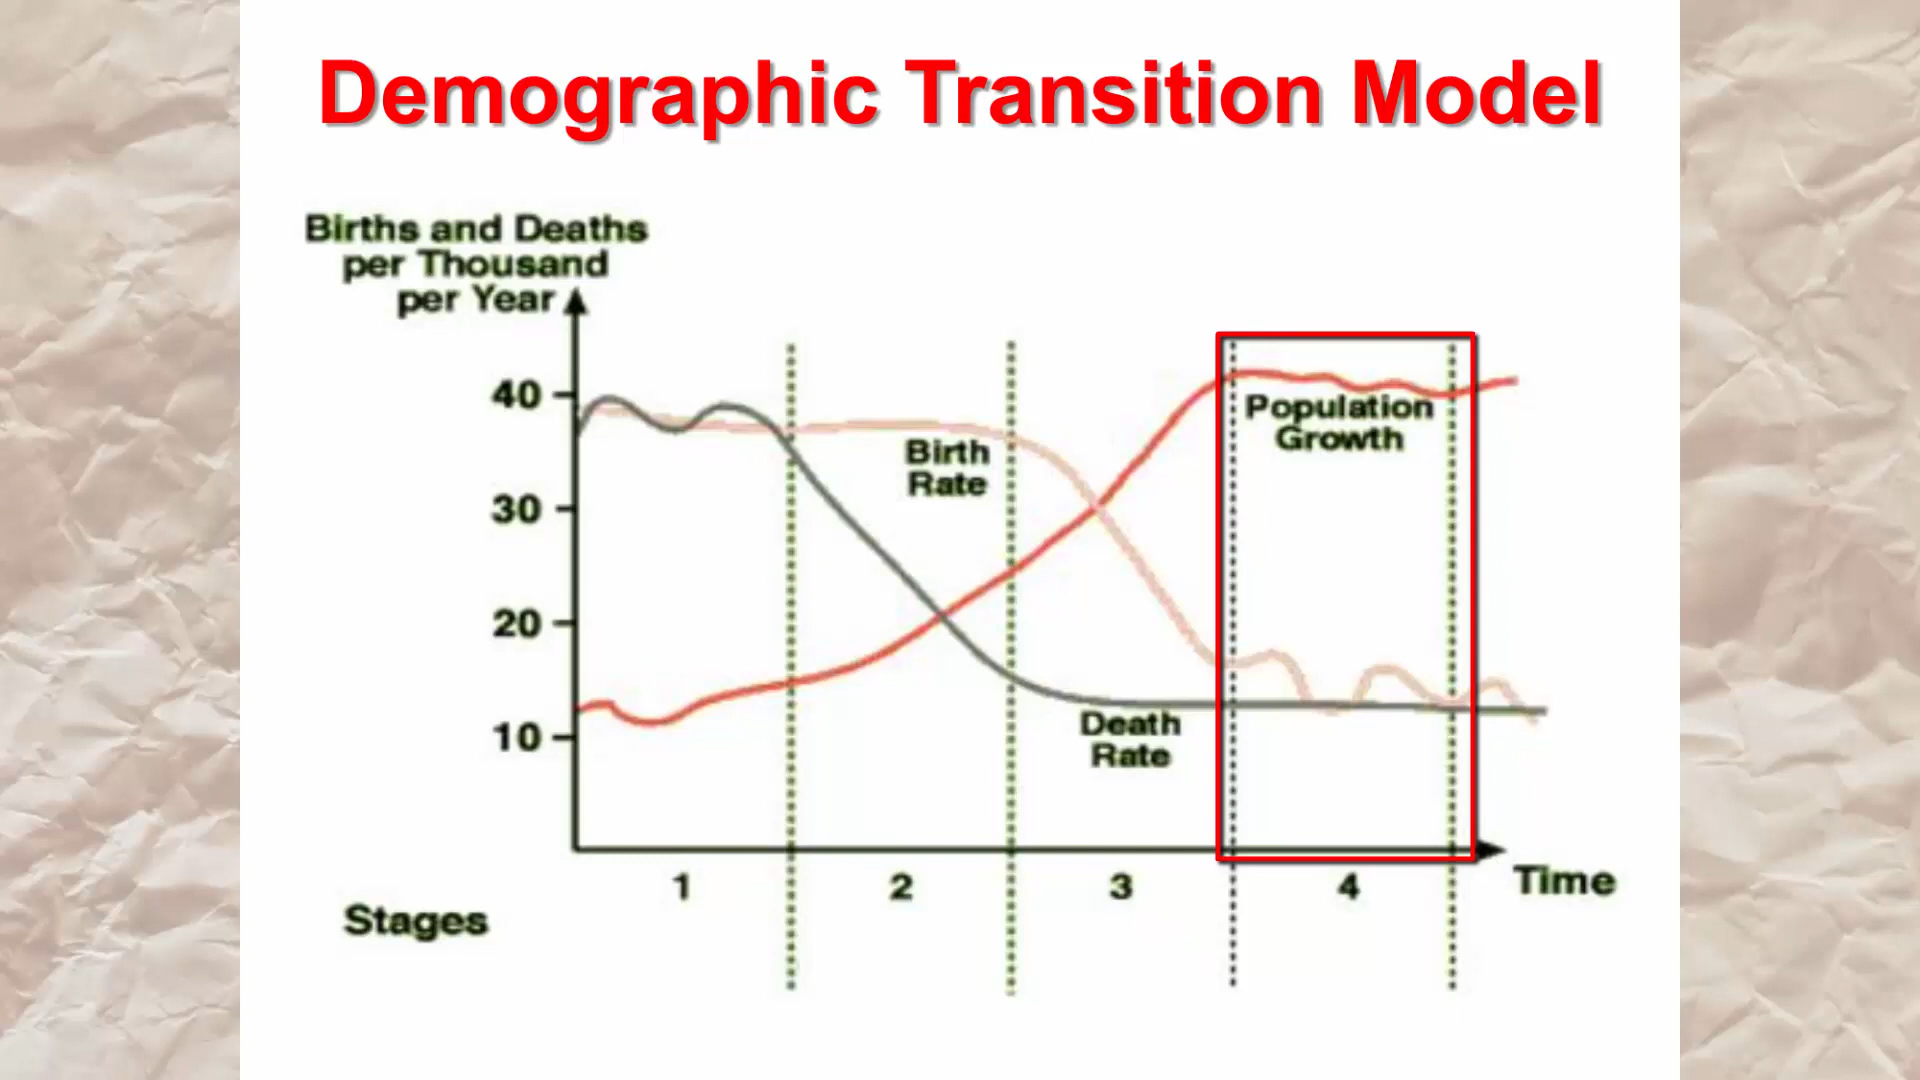 Demographic Transition Model
Births and Deaths
per Thousand
per Year
40
30
20
10
Birth
Rate
Population
Growth
Death
Rate
1
2
3
4
Time
Stages